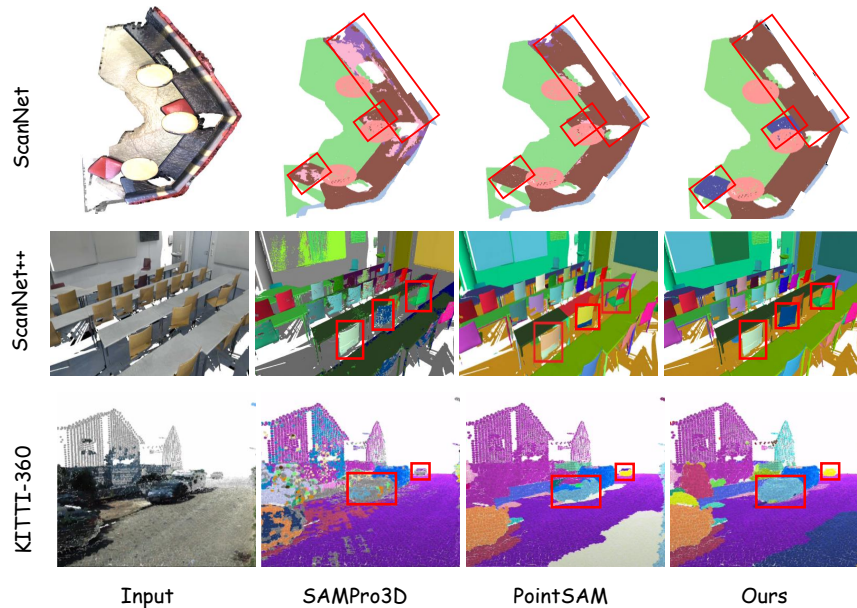 ScanNet
ScanNet++
KITTI-360
Input
SAMPro3D
PointSAM
Ours